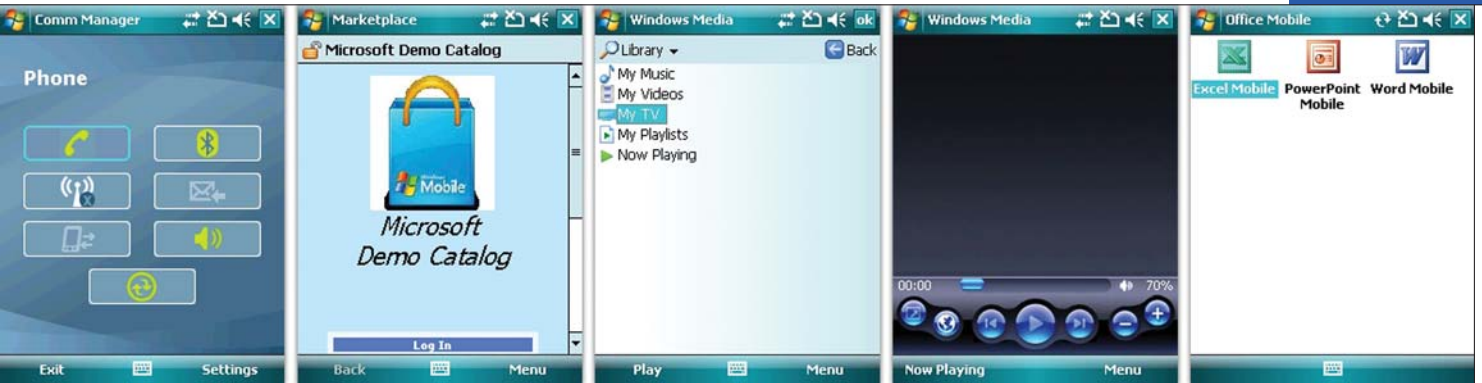 Comm Manager
Phone
Exit
Settings
Marketplace
Microsoft Demo Catalog
Windows
Mobile
Microsoft
Demo Catalog
Log In
Back
Menu
Windows Media
ok
Library
Back
My Music
My Videos
My TV
My Playlists
Now Playing
Play
Menu
Windows Media
00:00
70%
Now Playing
Menu
Office Mobile
Excel Mobile
PowerPoint
Mobile
Word Mobile